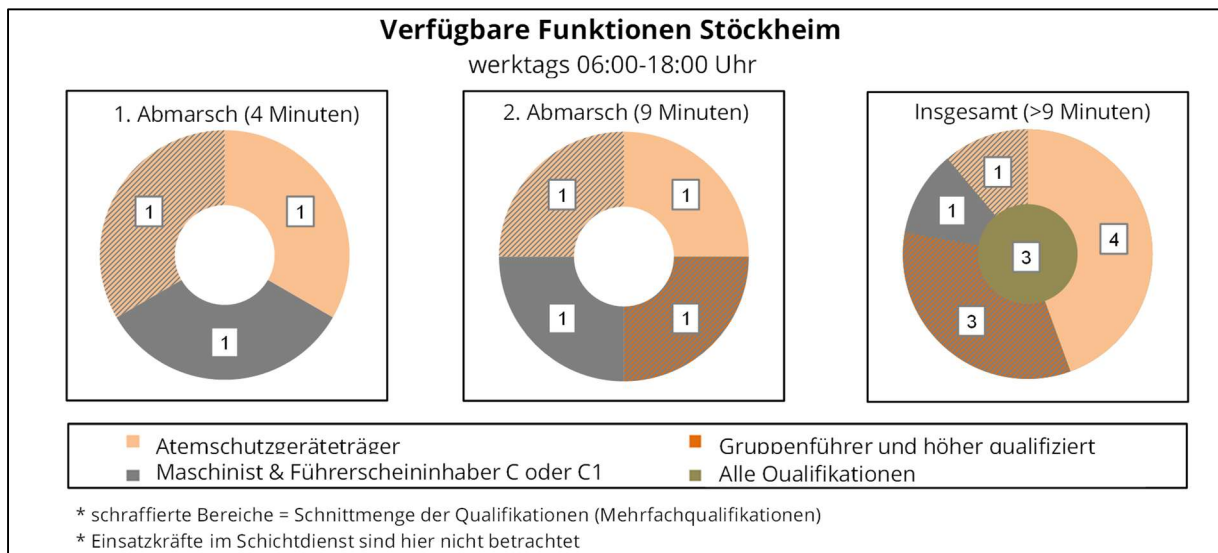 Verfügbare Funktionen Stöckheim
werktags 06:00-18:00 Uhr
1. Abmarsch (4 Minuten)
1
1
1
2. Abmarsch (9 Minuten)
1
1
1
1
Insgesamt (>9 Minuten)
1
1
4
3
3
Atemschutzgeräteträger
Gruppenführer und höher qualifiziert
Maschinist & Führerscheininhaber C oder C1
Alle Qualifikationen
* schraffierte Bereiche = Schnittmenge der Qualifikationen (Mehrfachqualifikationen)
* Einsatzkräfte im Schichtdienst sind hier nicht betrachtet